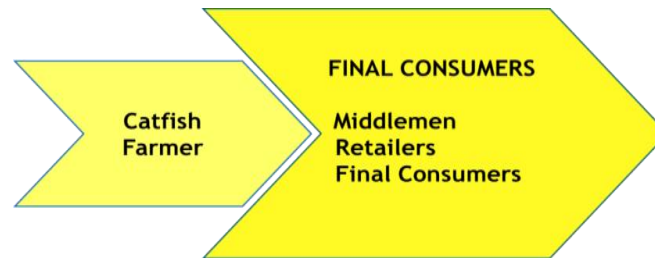 Catfish
Farmer
FINAL CONSUMERS
Middlemen
Retailers
Final Consumers